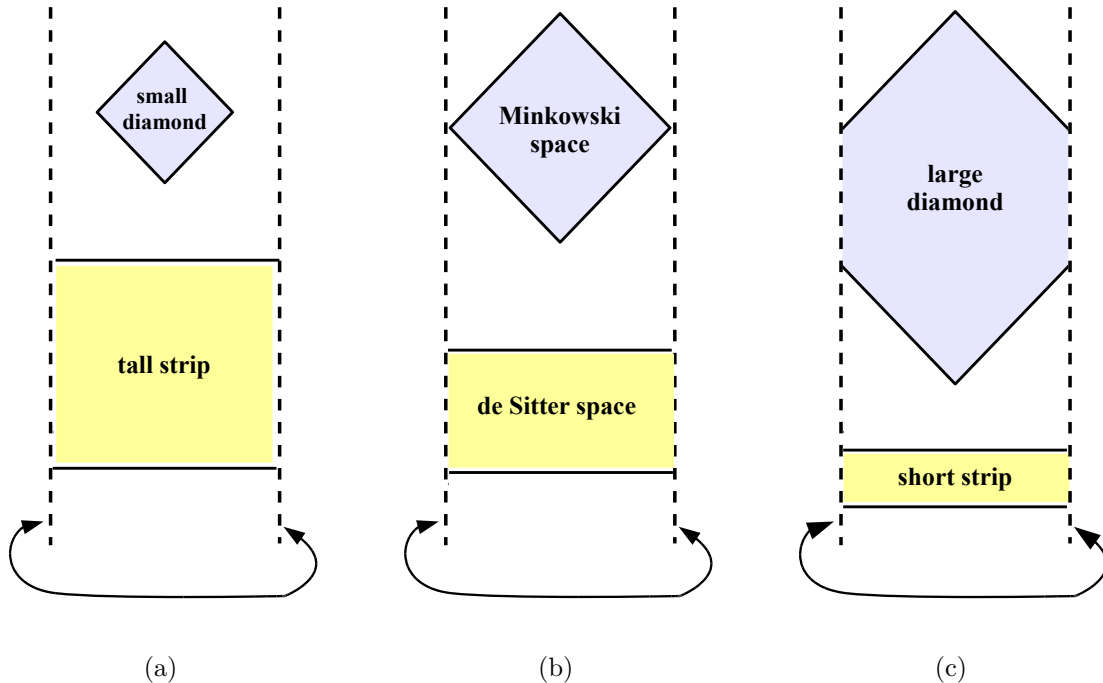 small
diamond
Minkowski
space
large
diamond
tall strip
de Sitter space
short strip
(a)
(b)
(c)